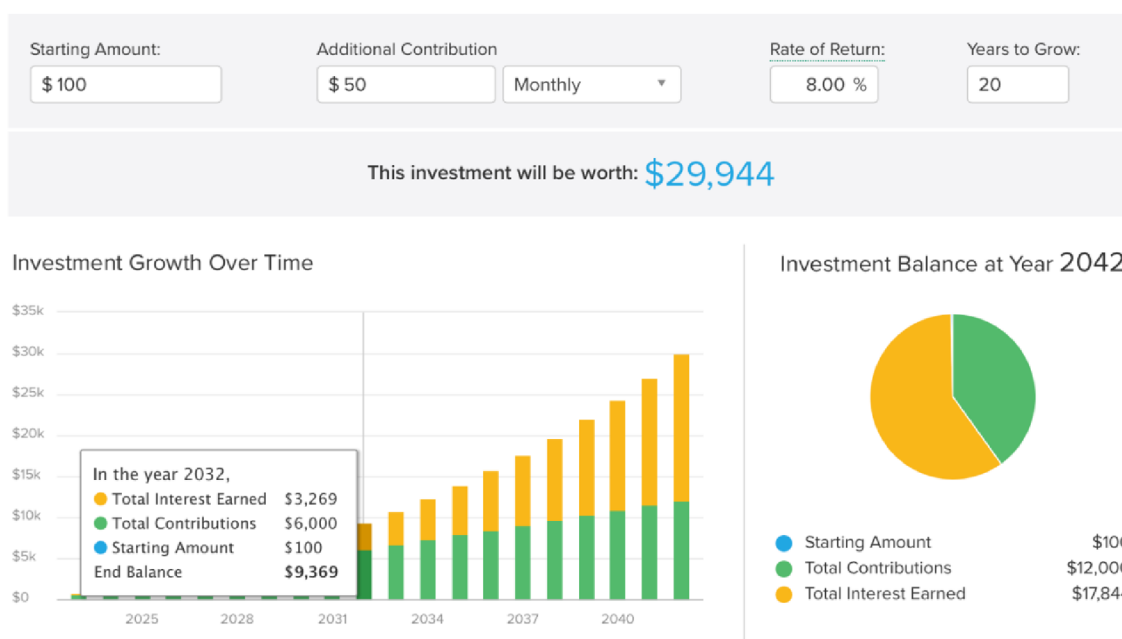 Starting Amount: Additional Contribution Rate of Return: Years to Grow:
$ 100 $ 50 Monthly 8.00 % 20
This investment will be worth: $29,944
Investment Growth Over Time
$35k
$30k
$25k
$20k
$15k
$10k
$5k
$0
In the year 2032,
Total Interest Earned $3,269
Total Contributions $6,000
Starting Amount $100
End Balance $9,369
2025 2028 2031 2034 2037 2040
Investment Balance at Year 2042
Starting Amount
Total Contributions
Total Interest Earned